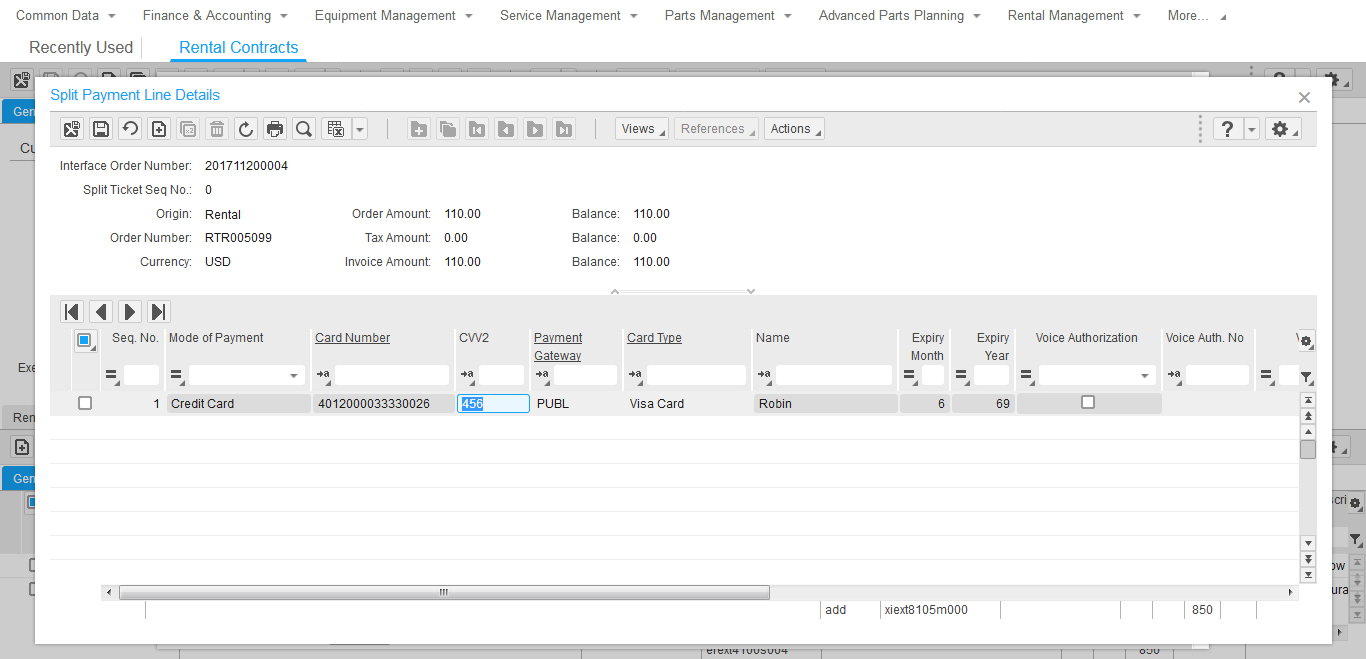 Common Data Finance & Accounting Equipment Management Service Management Parts Management Advanced Parts Planning Rental Management More...
Recently Used Rental Contracts
Split Payment Line Details
Views References Actions ?
Interface Order Number: 201711200004
Split Ticket Seq No.: 0
Origin: Rental Order Amount: 110.00 Balance: 110.00
Order Number: RTR005099 Tax Amount: 0.00 Balance: 0.00
Currency: USD Invoice Amount: 110.00 Balance: 110.00
Seq. No. Mode of Payment Card Number CVV2 Payment Gateway Card Type Name Expiry Month Expiry Year Voice Authorization Voice Auth. No
1 Credit Card 4012000033330026 456 PUBL Visa Card Robin 6 69
add xiext8105m000 850